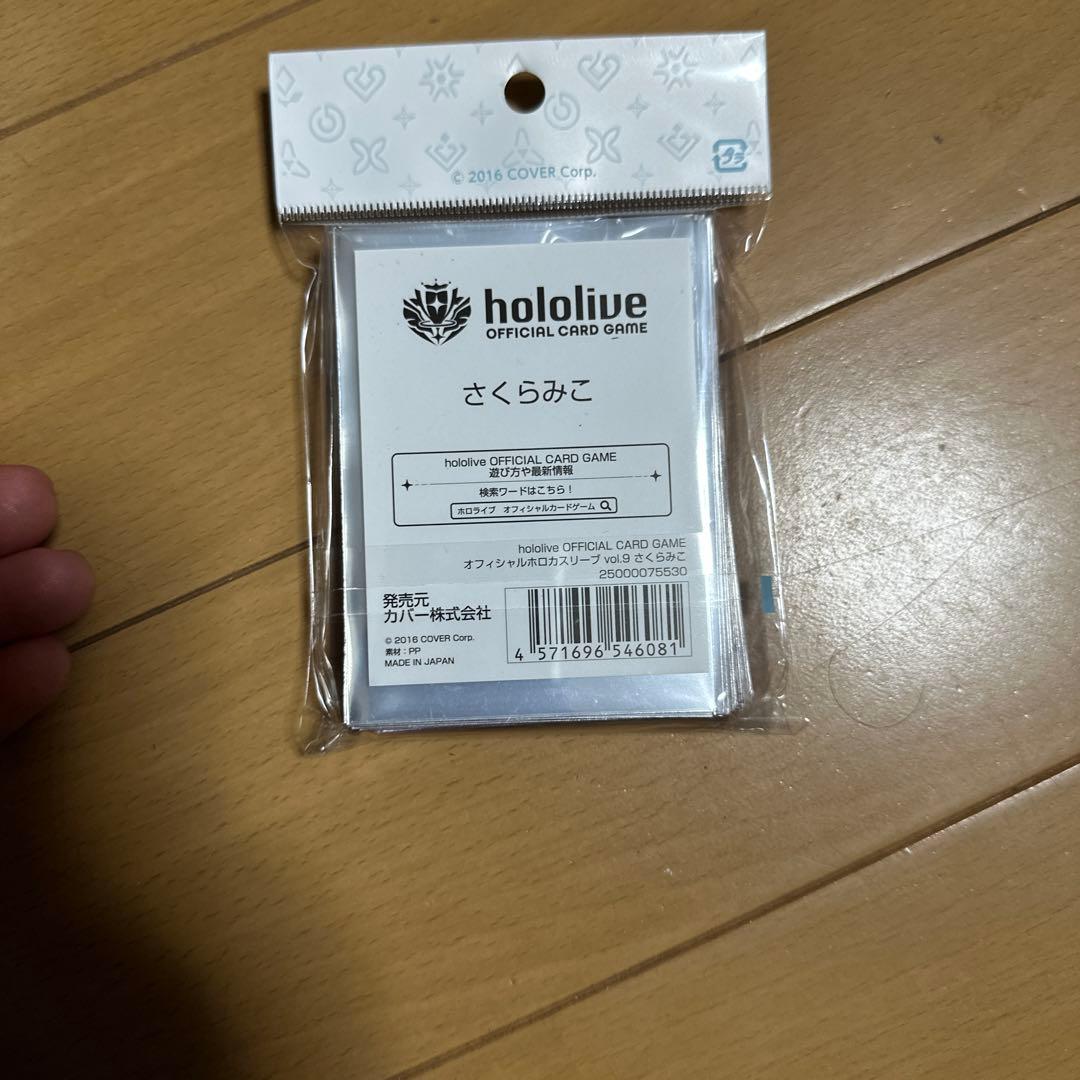 © 2016 COVER Corp.
プラ
hololive
OFFICIAL CARD GAME
さくらみこ
hololive OFFICIAL CARD GAME
遊び方や最新情報
検索ワードはこちら！
ホロライブ オフィシャルカードゲーム
hololive OFFICIAL CARD GAME
オフィシャルホロカスリーブ vol.9 さくらみこ
25000075530
発売元
カバー株式会社
© 2016 COVER Corp.
素材：PP
MADE IN JAPAN
4 571696 546081